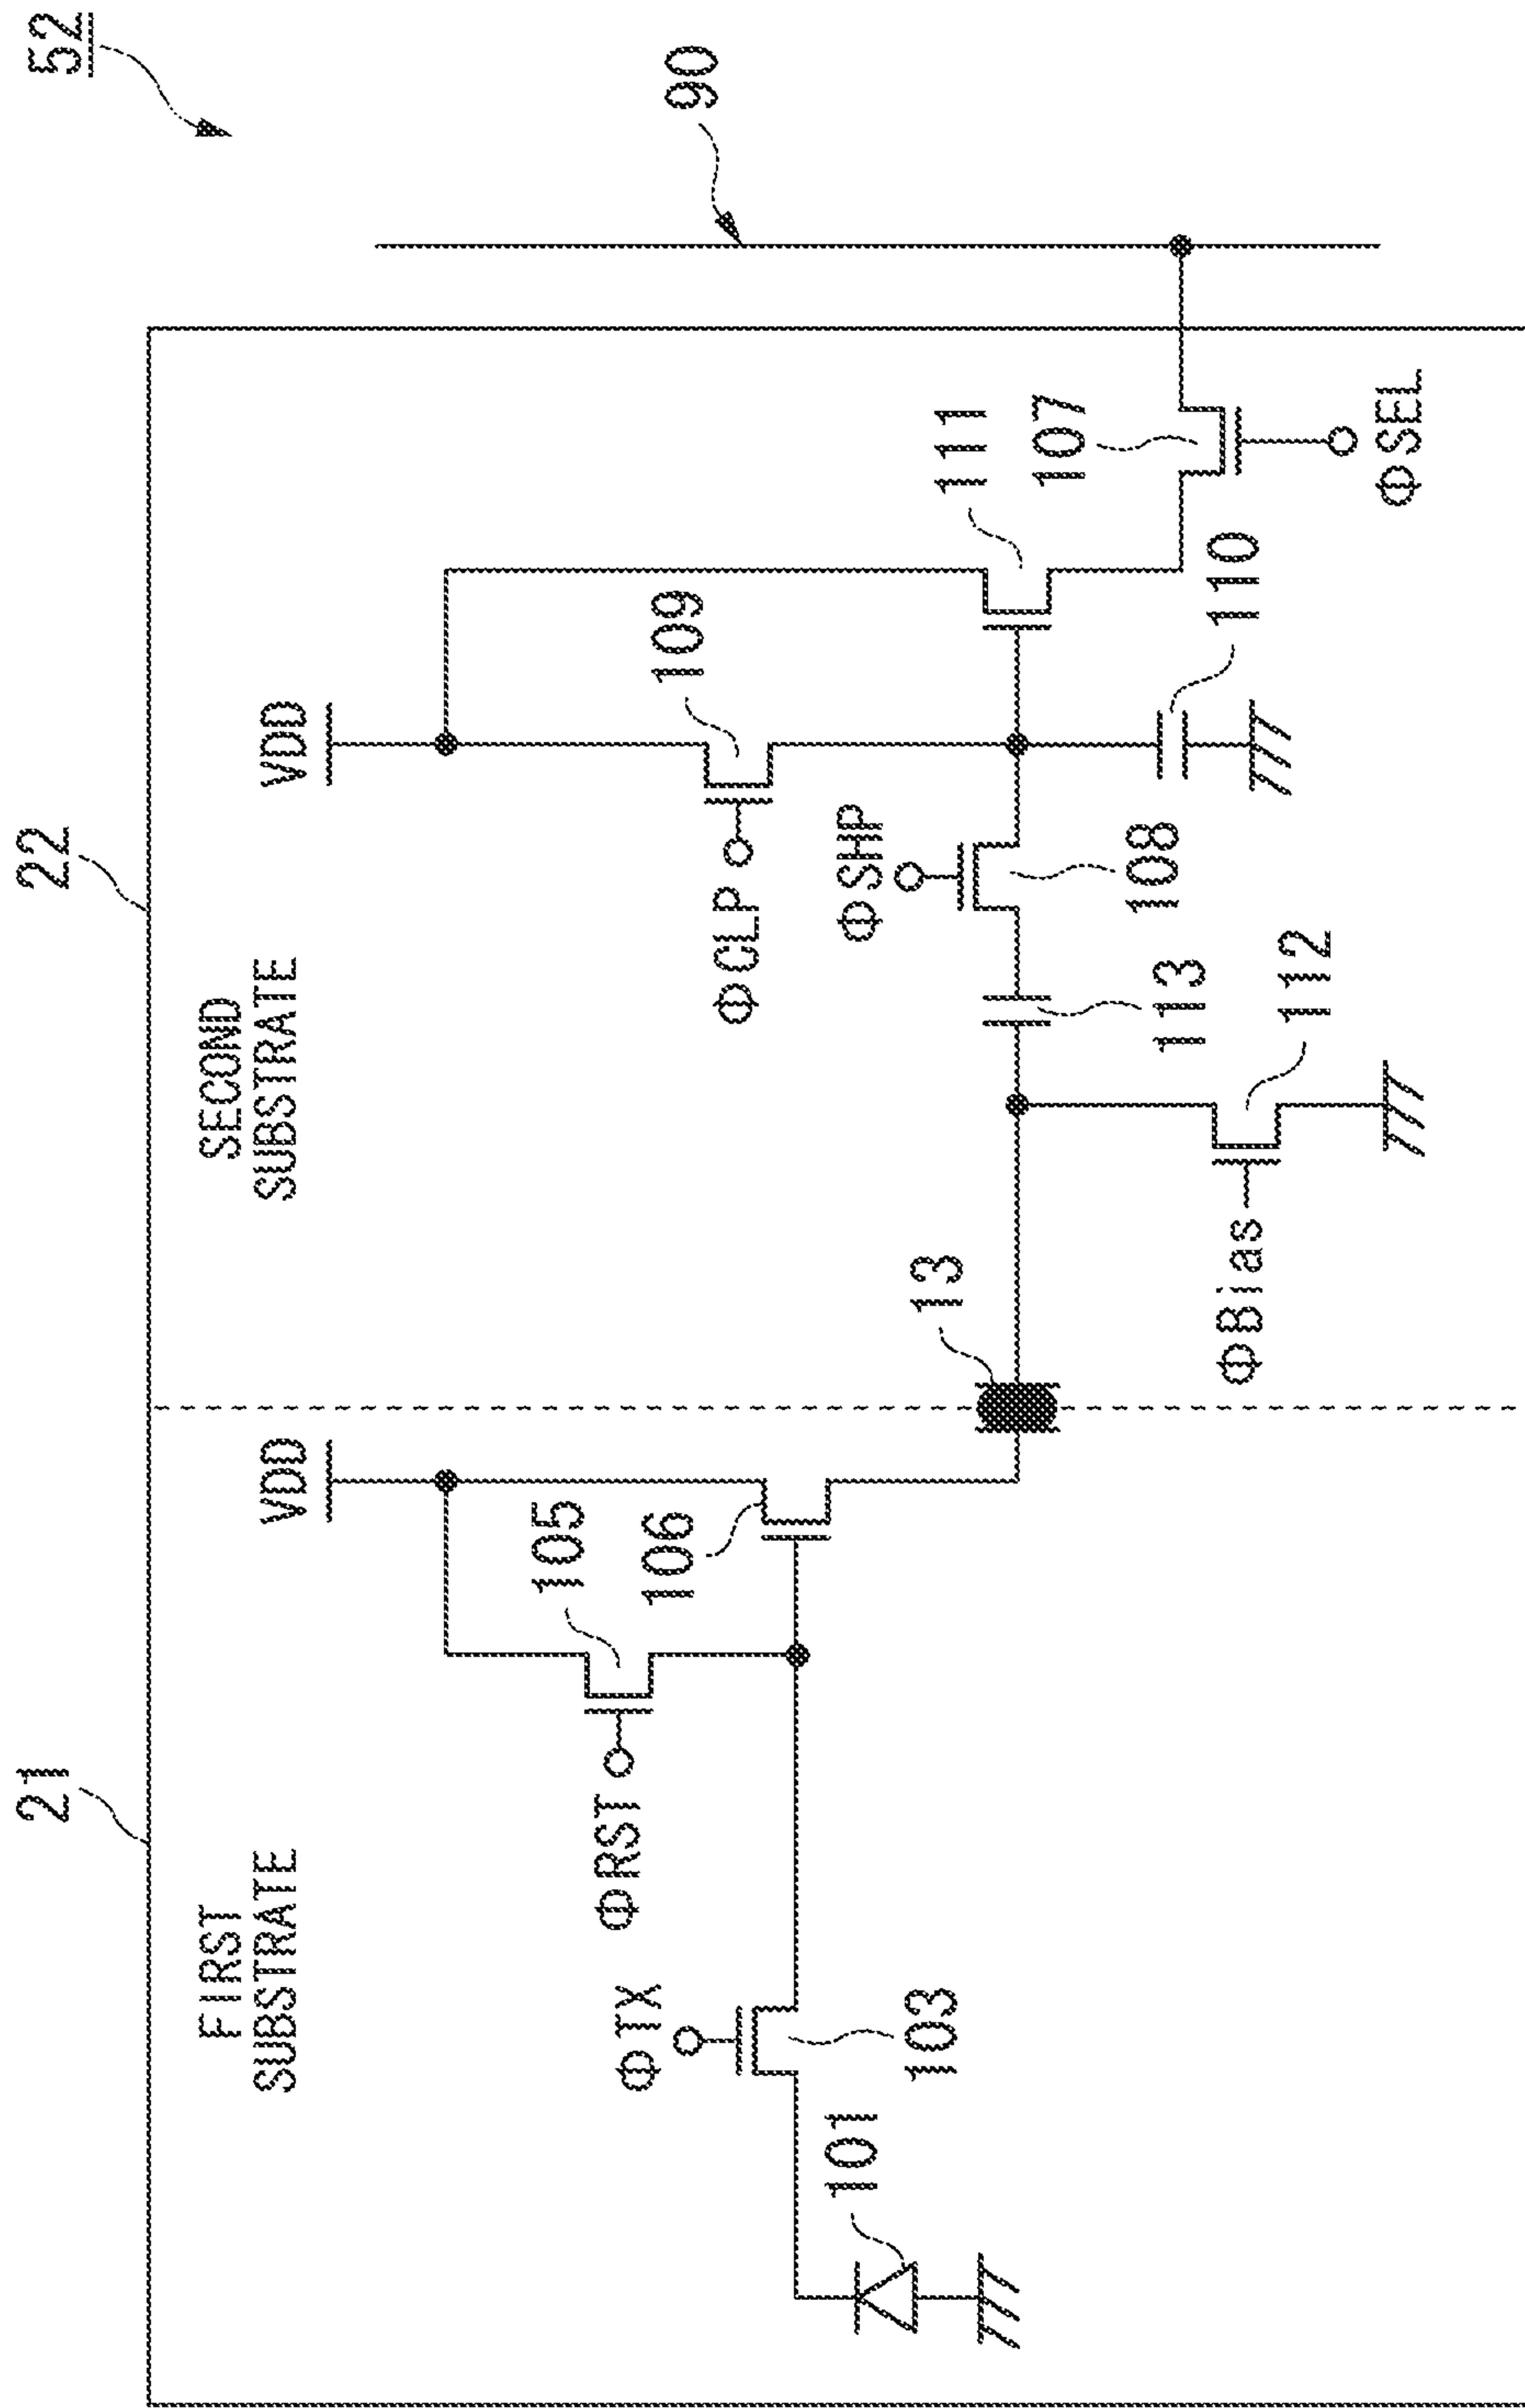 52
21
22
FIRST
SUBSTRATE
SECOND
SUBSTRATE
VDD
VDD
90
105
ΦRST
106
109
ΦCLP
ΦTX
ΦSHP
111
107
101
103
13
113
108
110
ΦBias
112
ΦSEL